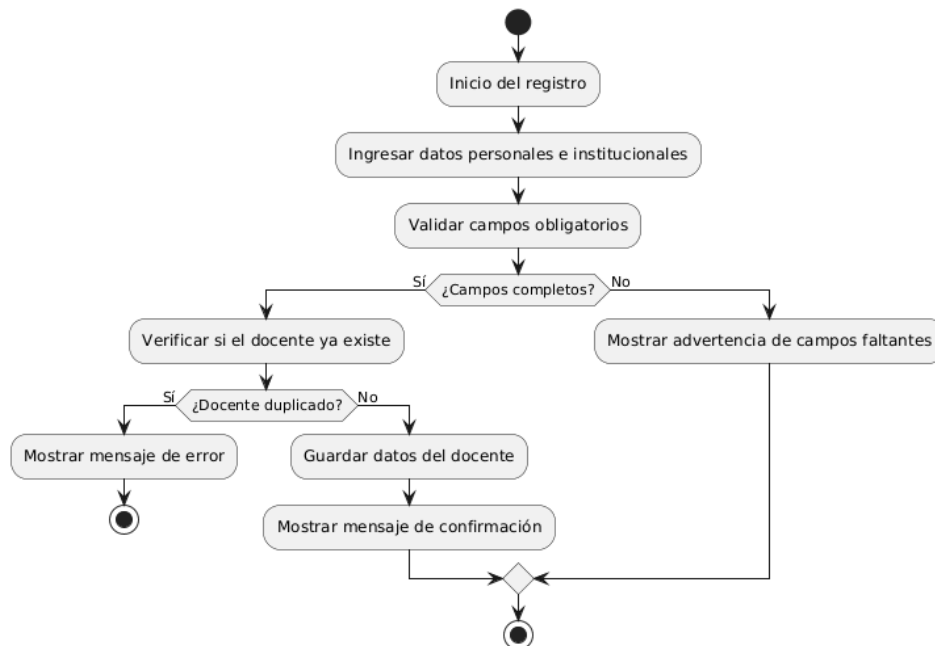 Inicio del registro
Ingresar datos personales e institucionales
Validar campos obligatorios
Sí
¿Campos completos?
No
Verificar si el docente ya existe
Mostrar advertencia de campos faltantes
Sí
¿Docente duplicado?
No
Mostrar mensaje de error
Guardar datos del docente
Mostrar mensaje de confirmación